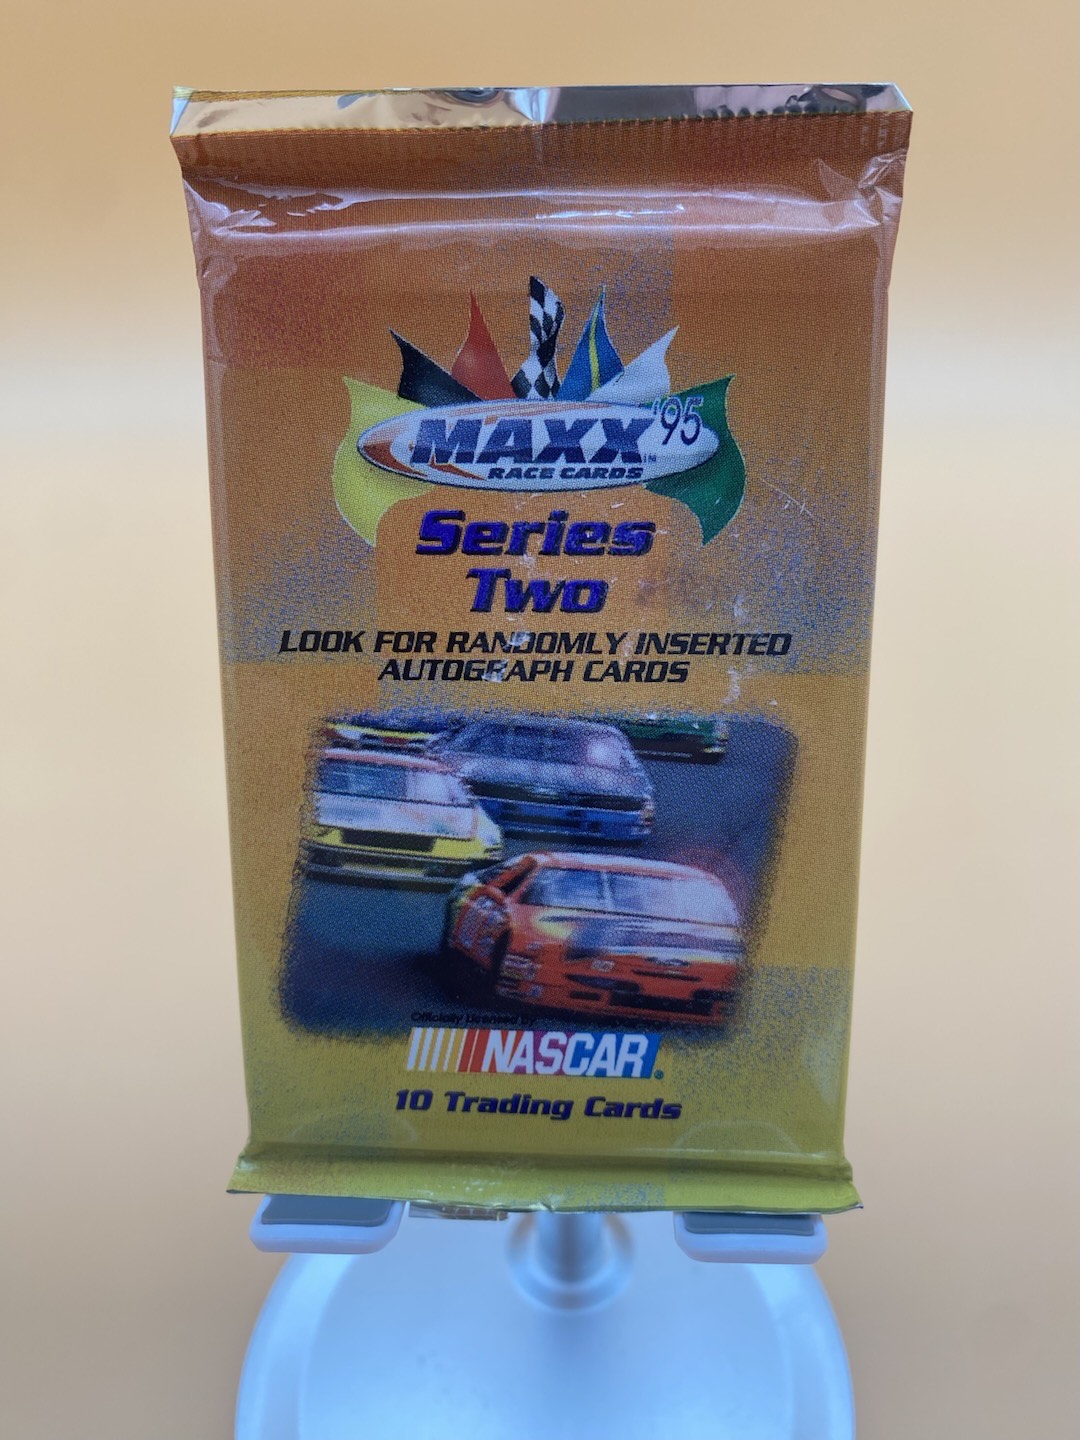 MAXX '95
RACE CARDS
Series
Two
LOOK FOR RANDOMLY INSERTED
AUTOGRAPH CARDS
Officially Licensed by
NASCAR®
10 Trading Cards